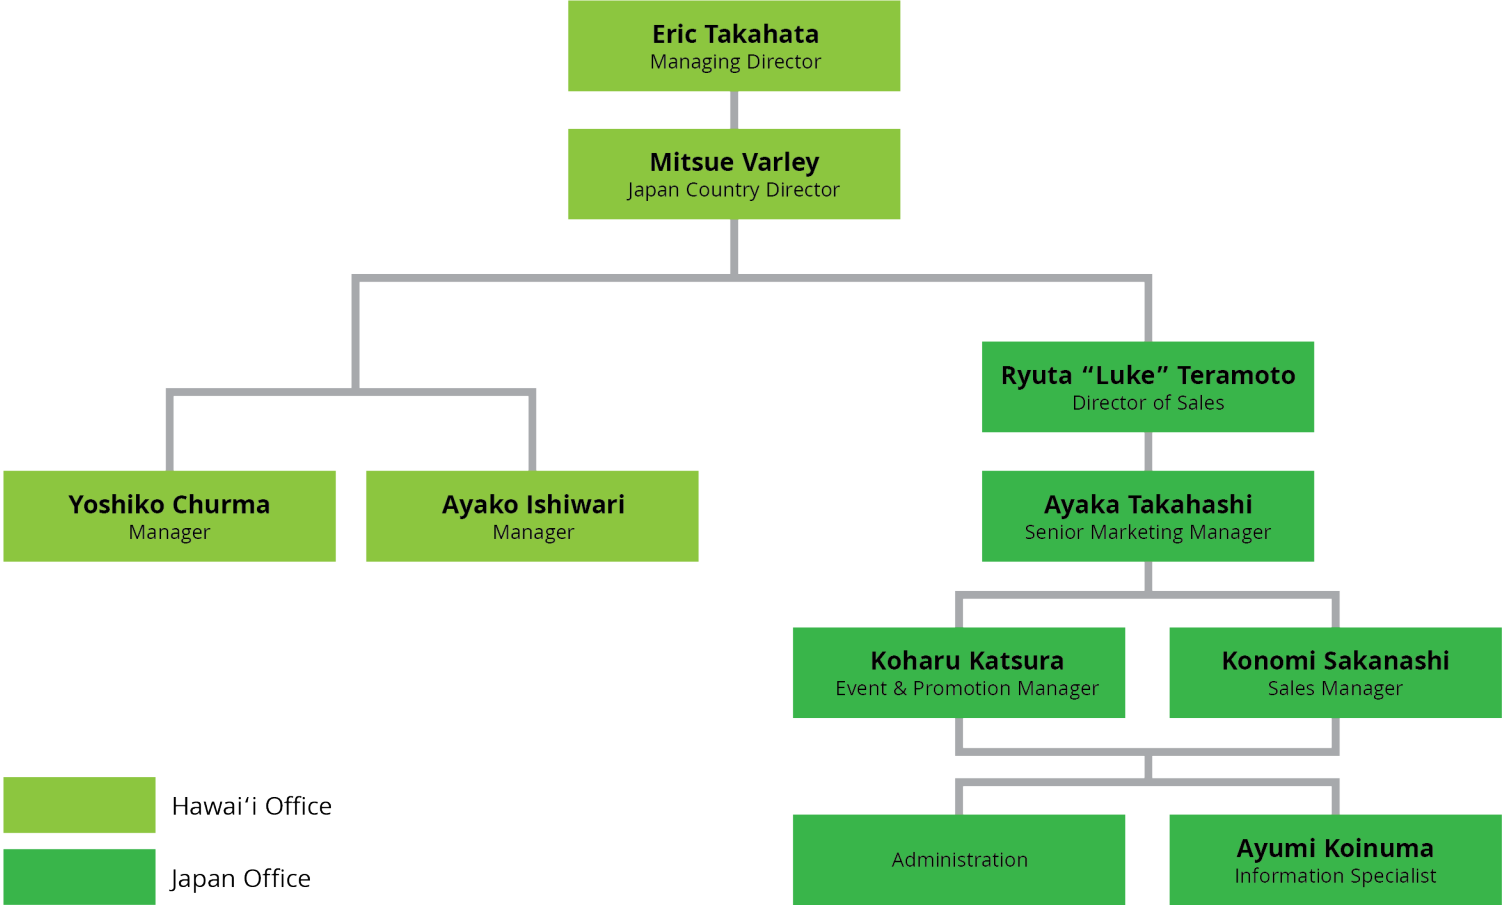 Eric Takahata
Managing Director
Mitsue Varley
Japan Country Director
Ryuta “Luke” Teramoto
Director of Sales
Yoshiko Churma
Manager
Ayako Ishiwari
Manager
Ayaka Takahashi
Senior Marketing Manager
Koharu Katsura
Event & Promotion Manager
Konomi Sakanashi
Sales Manager
Hawai‘i Office
Administration
Ayumi Koinuma
Information Specialist
Japan Office